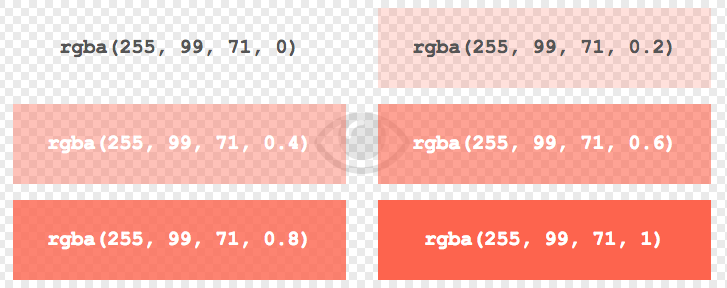 rgba(255, 99, 71, 0)
rgba(255, 99, 71, 0.2)
rgba(255, 99, 71, 0.4)
rgba(255, 99, 71, 0.6)
rgba(255, 99, 71, 0.8)
rgba(255, 99, 71, 1)